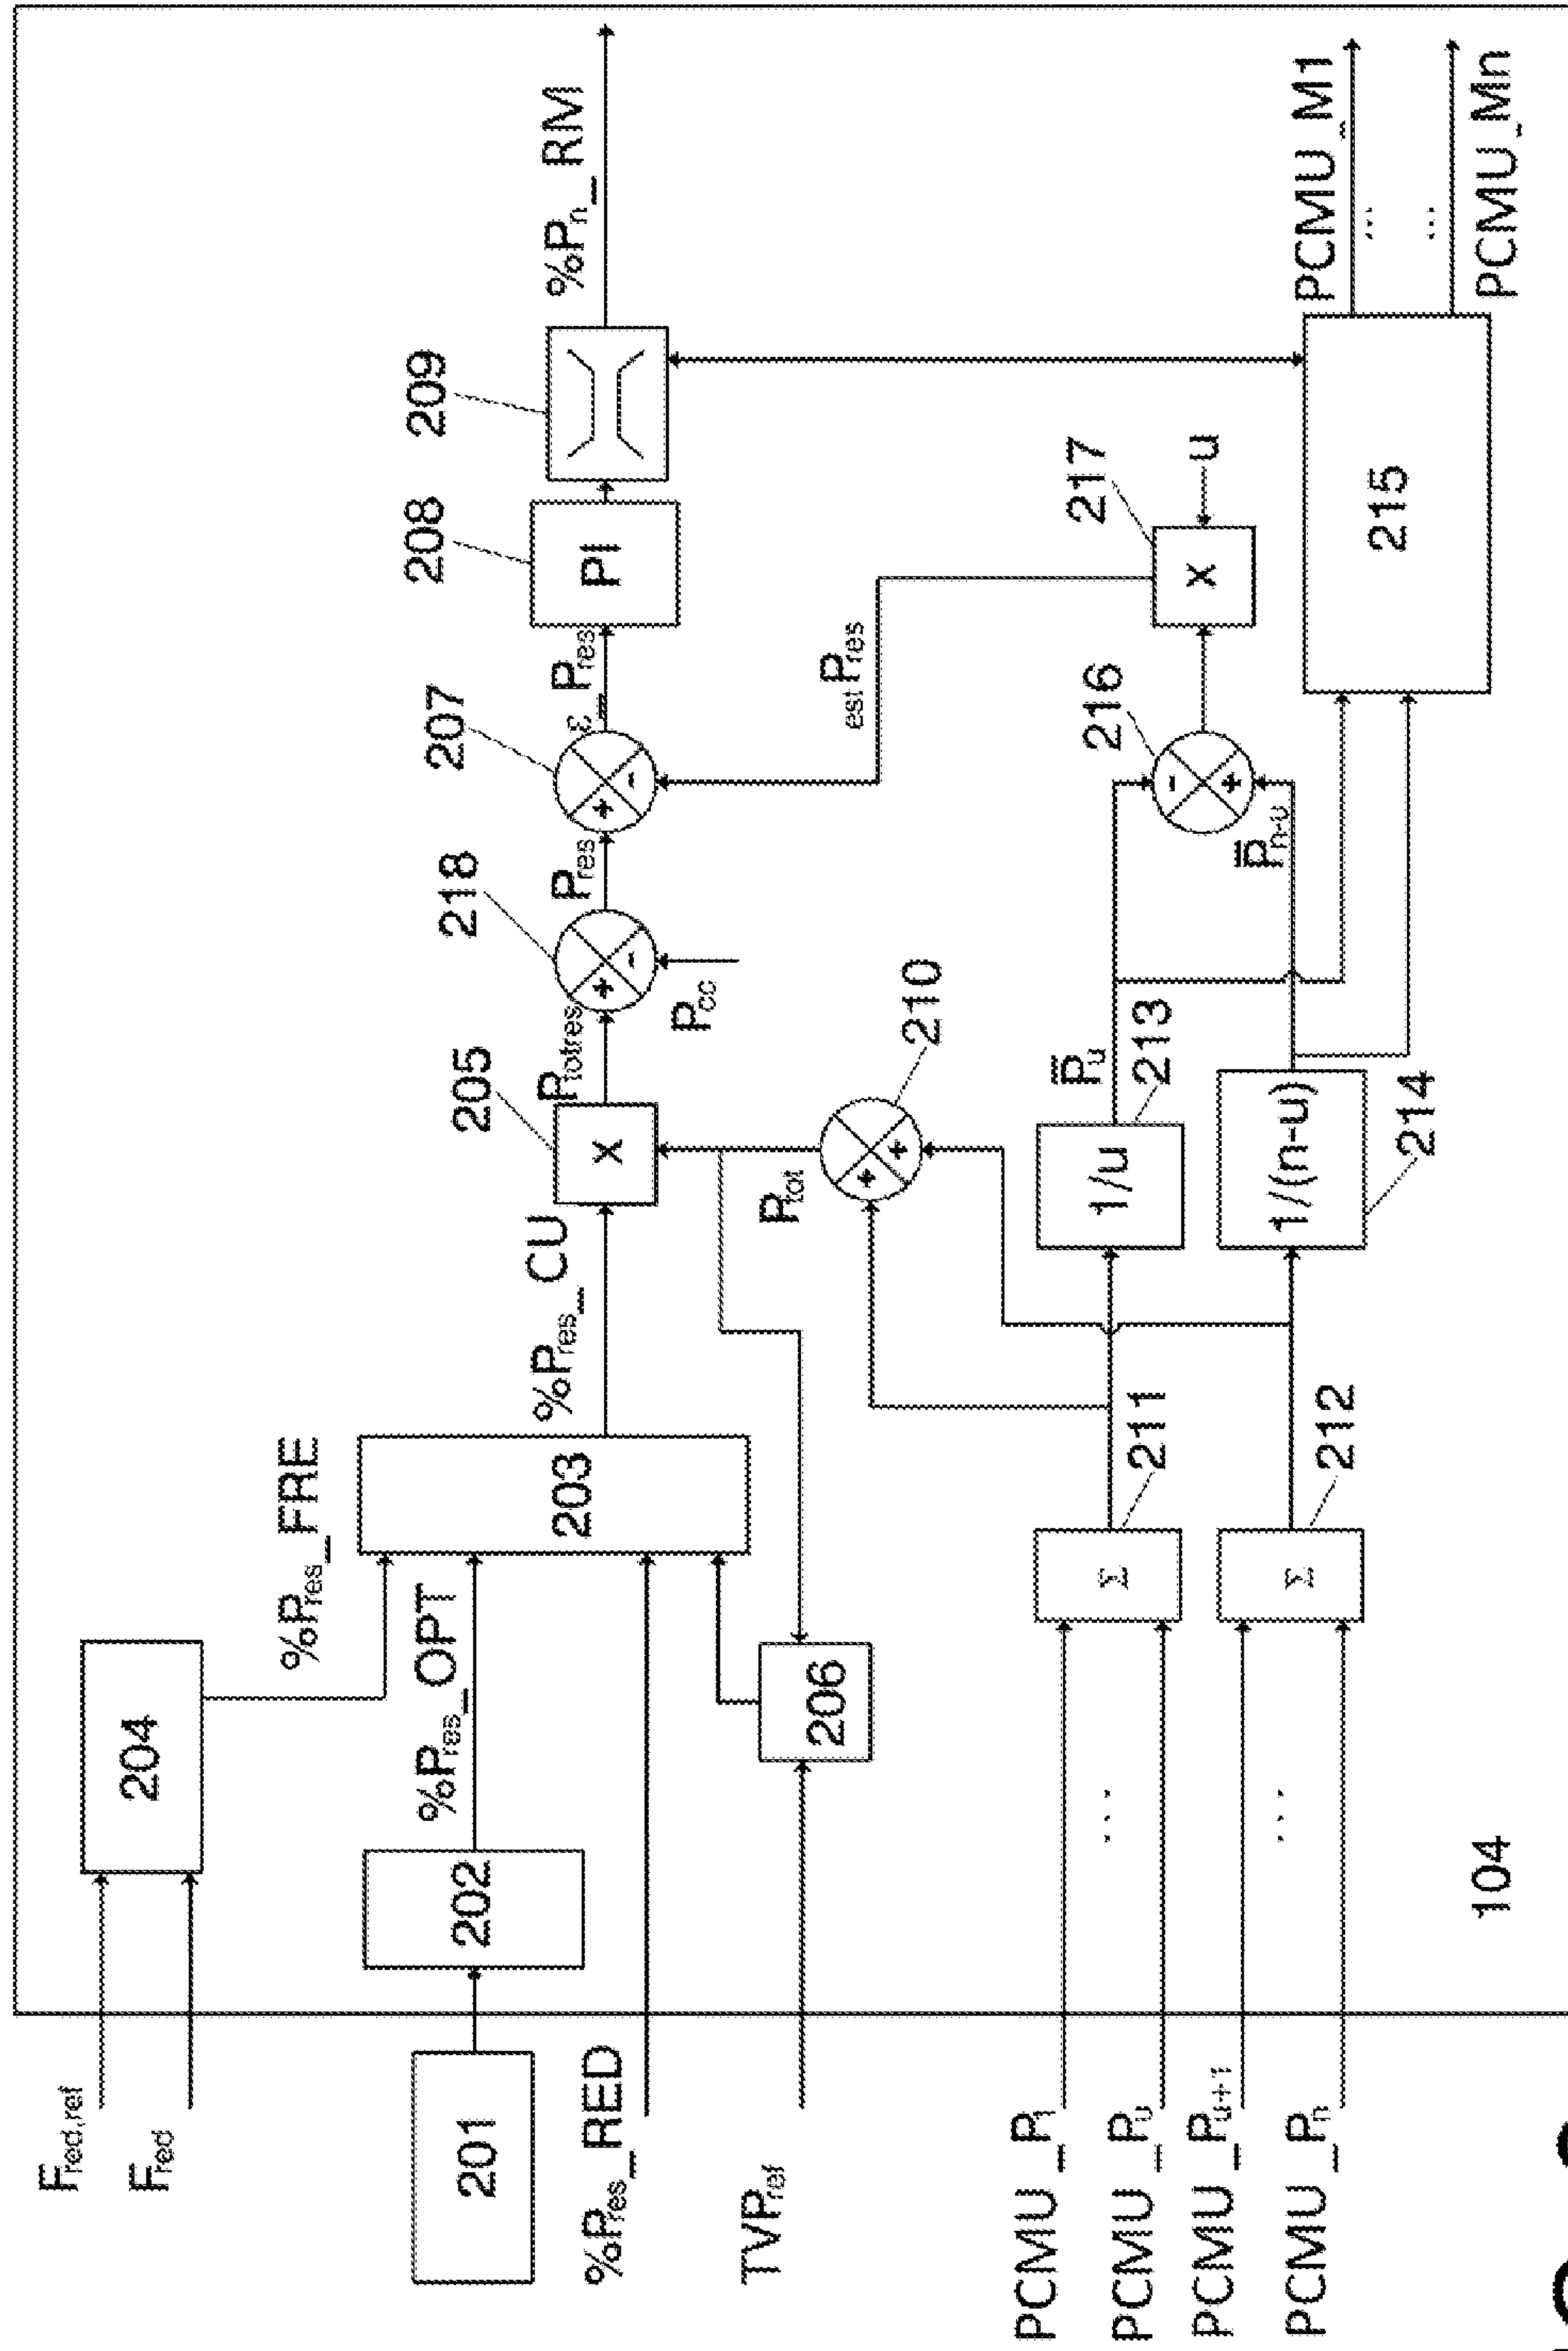 F_red,ref
F_red
204
%P_res_FRE
201
202
%P_res_OPT
%P_res_RED
203
%P_res_CU
205
X
P_totres
218
+
-
P_cc
P_res
207
+
-
ε_P_res
208
PI
209
%P_n_RM
TVP_ref
206
P_tot
210
+
+
est P_res
217
X
u
216
-
+
PCMU_P_1
...
PCMU_P_u
Σ
211
1/u
213
P̅_u
PCMU_P_u+1
...
PCMU_P_n
Σ
212
1/(n-u)
214
P̅_n-u
215
PCMU_M1
...
...
PCMU_Mn
104